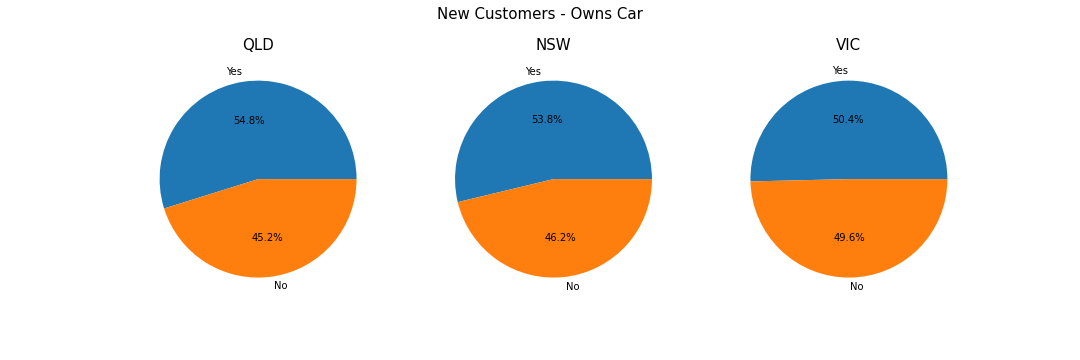 New Customers - Owns Car
QLD
Yes
54.8%
45.2%
No
NSW
Yes
53.8%
46.2%
No
VIC
Yes
50.4%
49.6%
No